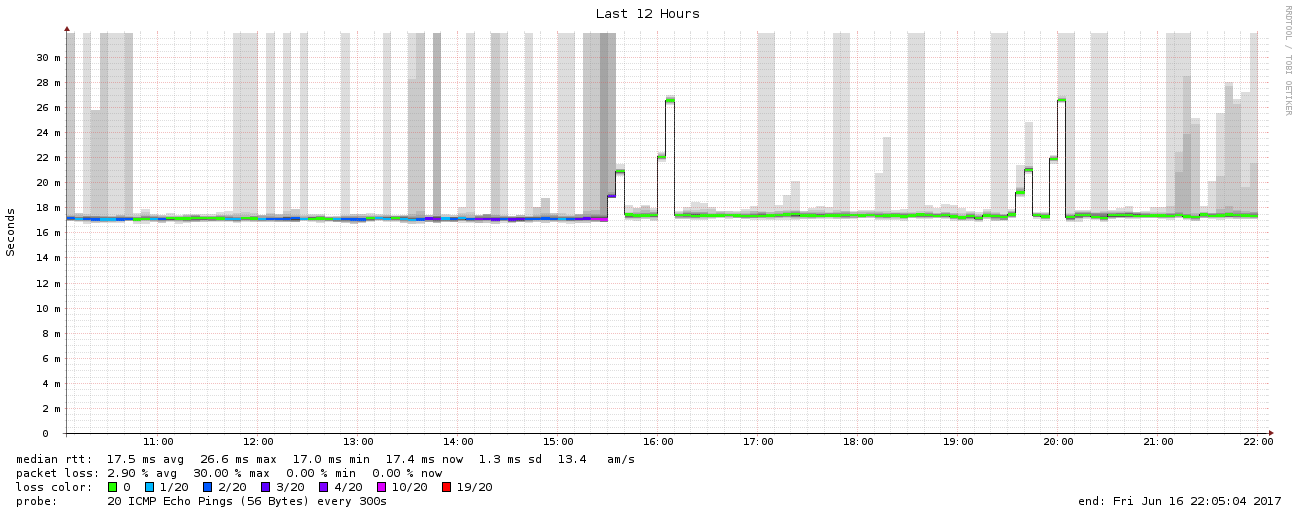 Last 12 Hours
RRDTOOL / TOBI OETIKER
Seconds
30 m
28 m
26 m
24 m
22 m
20 m
18 m
16 m
14 m
12 m
10 m
8 m
6 m
4 m
2 m
0
11:00 12:00 13:00 14:00 15:00 16:00 17:00 18:00 19:00 20:00 21:00 22:00
median rtt: 17.5 ms avg 26.6 ms max 17.0 ms min 17.4 ms now 1.3 ms sd 13.4 am/s
packet loss: 2.90 % avg 30.00 % max 0.00 % min 0.00 % now
loss color: 0 1/20 2/20 3/20 4/20 10/20 19/20
probe: 20 ICMP Echo Pings (56 Bytes) every 300s end: Fri Jun 16 22:05:04 2017